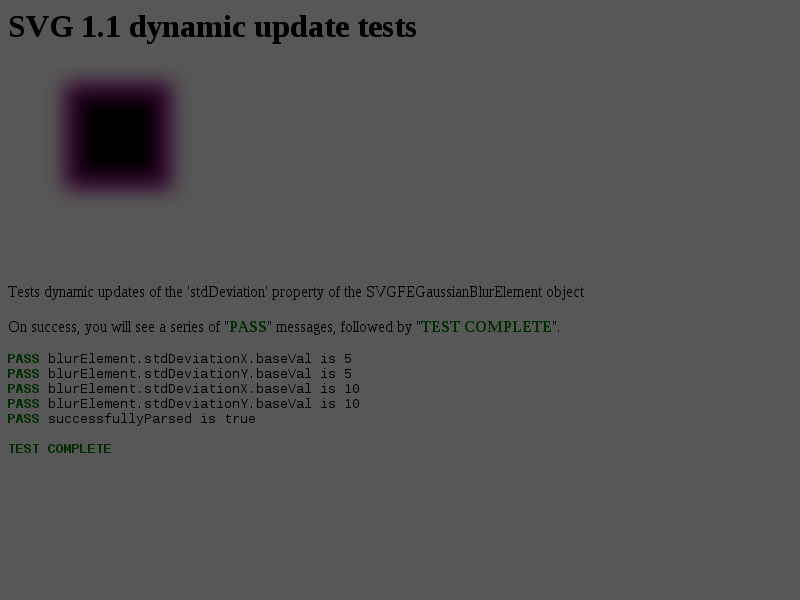 SVG 1.1 dynamic update tests
Tests dynamic updates of the 'stdDeviation' property of the SVGFEGaussianBlurElement object
On success, you will see a series of "PASS" messages, followed by "TEST COMPLETE".
PASS blurElement.stdDeviationX.baseVal is 5
PASS blurElement.stdDeviationY.baseVal is 5
PASS blurElement.stdDeviationX.baseVal is 10
PASS blurElement.stdDeviationY.baseVal is 10
PASS successfullyParsed is true
TEST COMPLETE